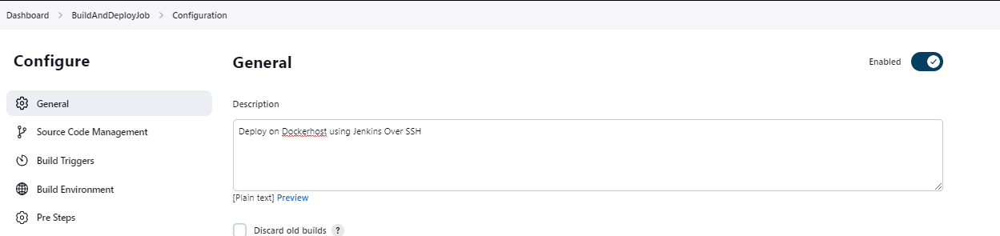 Dashboard > BuildAndDeployJob > Configuration
Configure
General
Source Code Management
Build Triggers
Build Environment
Pre Steps
General
Enabled
Description
Deploy on Dockerhost using Jenkins Over SSH
[Plain text] Preview
Discard old builds ?